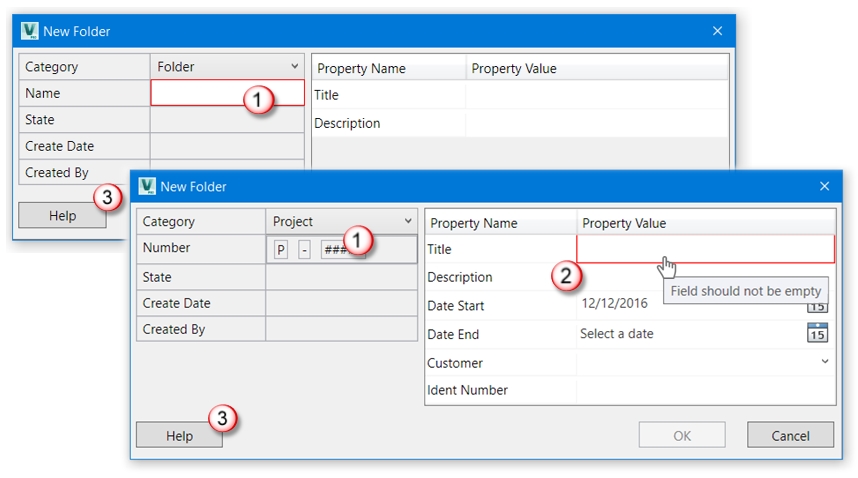 New Folder
Category Folder
Name 1
State
Create Date
Created By
3
Help
Property Name Property Value
Title
Description
New Folder
Category Project
Number P - #### 1
State
Create Date
Created By
Property Name Property Value
Title
Description 2
Field should not be empty
Date Start 12/12/2016 15
Date End Select a date 15
Customer
Ident Number
3
Help OK Cancel